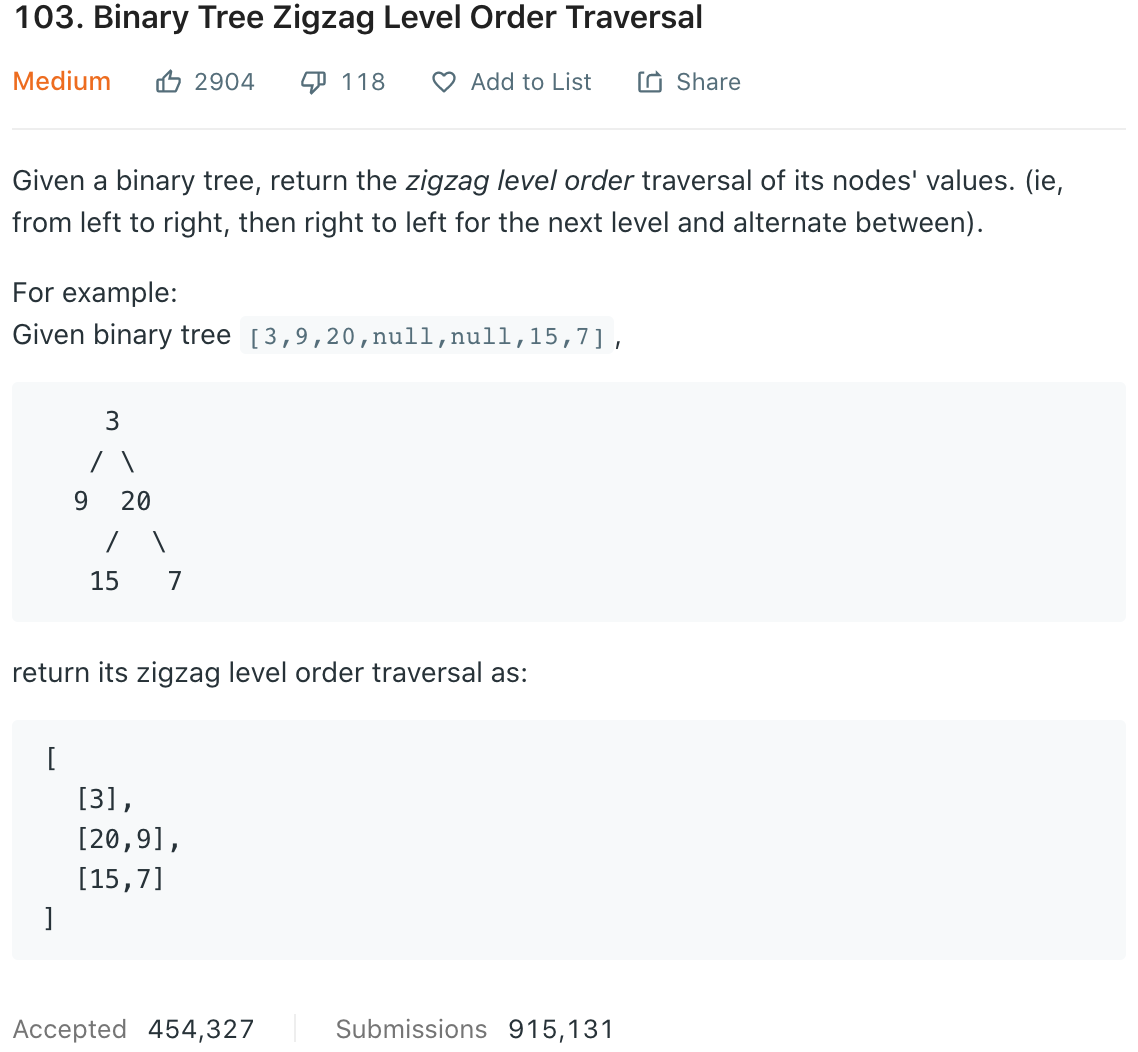 103. Binary Tree Zigzag Level Order Traversal
Medium 2904 118 Add to List Share
Given a binary tree, return the zigzag level order traversal of its nodes' values. (ie,
from left to right, then right to left for the next level and alternate between).
For example:
Given binary tree [3,9,20,null,null,15,7],
    3
   / \
  9  20
    /  \
   15   7
return its zigzag level order traversal as:
[
  [3],
  [20,9],
  [15,7]
]
Accepted 454,327 Submissions 915,131